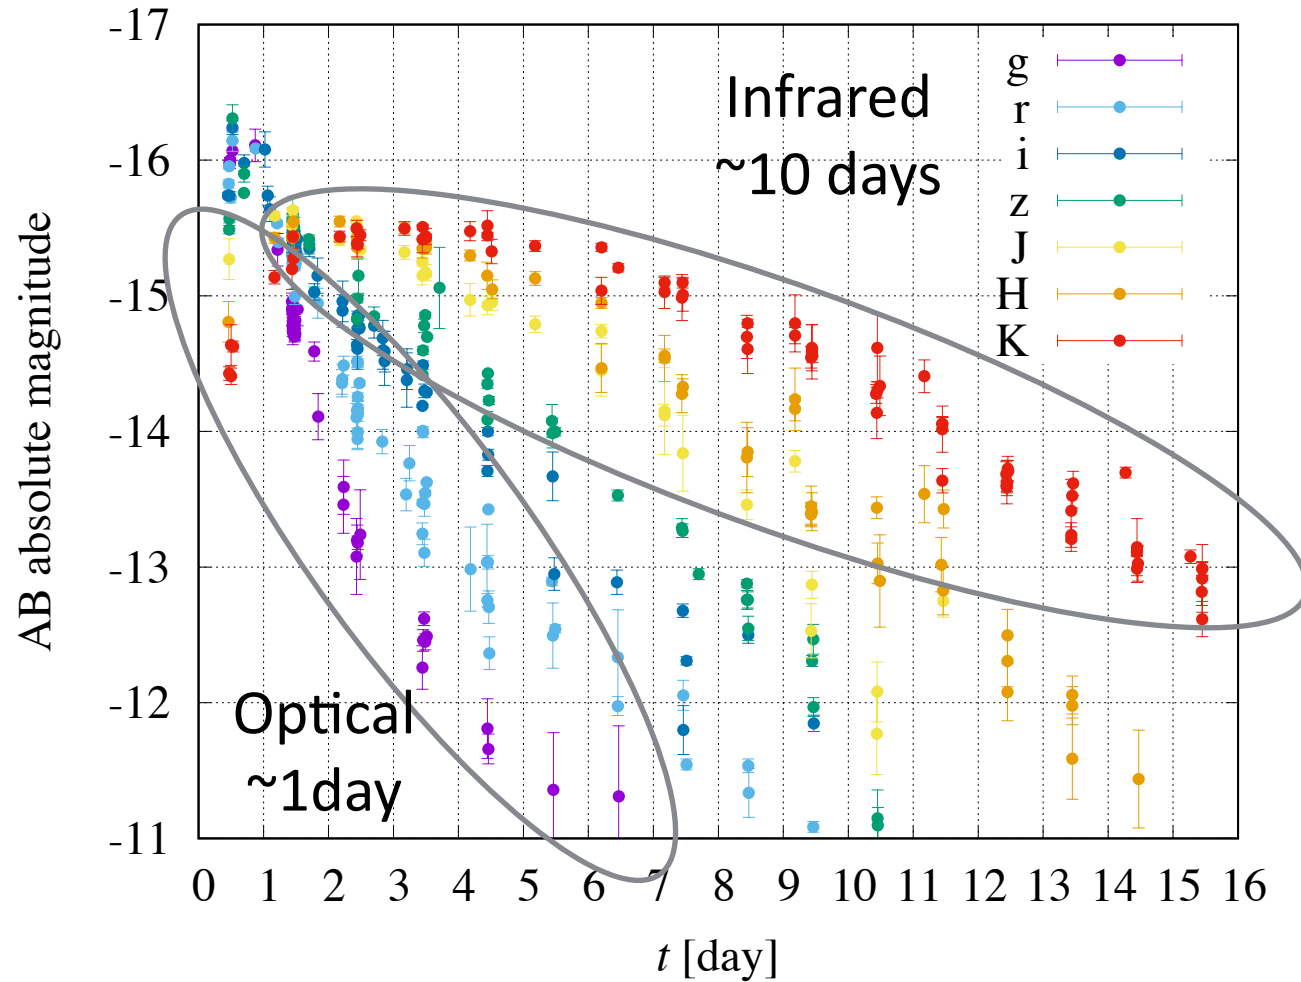 -17
-16
-15
-14
-13
-12
-11
AB absolute magnitude
Infrared
~10 days
g
r
i
z
J
H
K
Optical
~1day
0 1 2 3 4 5 6 7 8 9 10 11 12 13 14 15 16
t [day]